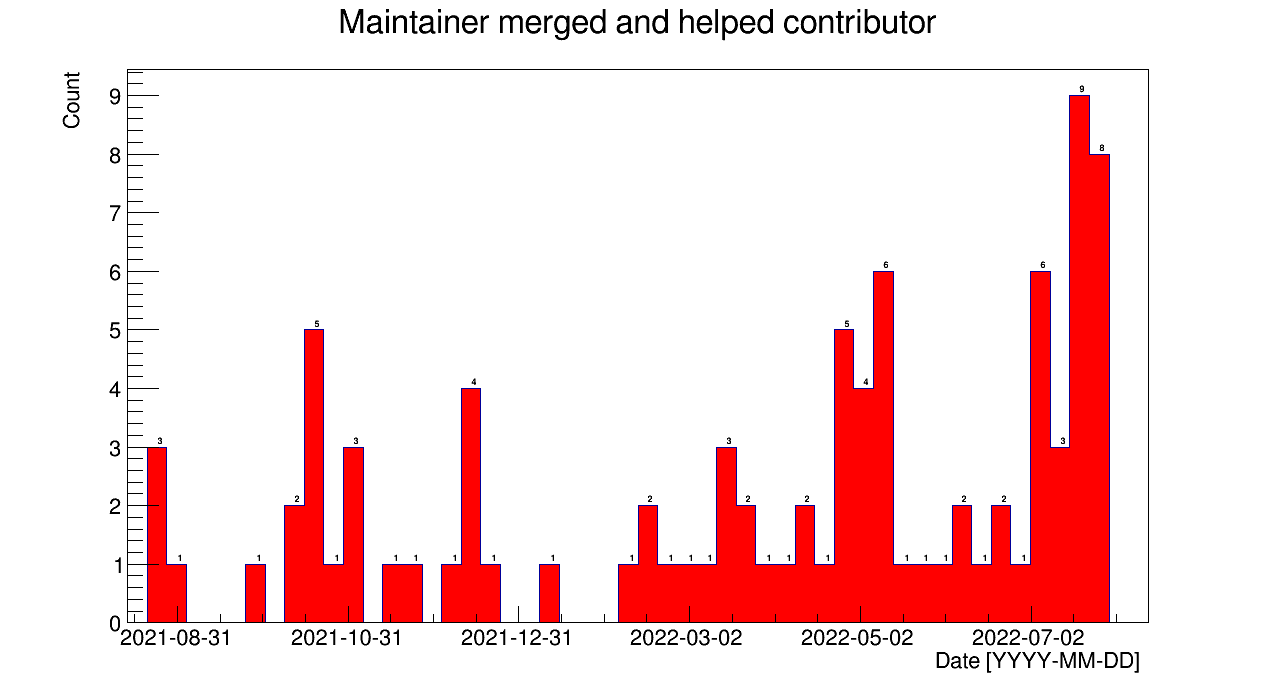 Maintainer merged and helped contributor
Count
9
8
7
6
5
4
3
2
1
0
3 1 1 2 5 1 3 1 1 1 4 1 1 1 2 1 1 1 3 2 1 1 2 1 5 4 6 1 1 1 2 1 2 1 6 3 9 8
2021-08-31 2021-10-31 2021-12-31 2022-03-02 2022-05-02 2022-07-02
Date [YYYY-MM-DD]